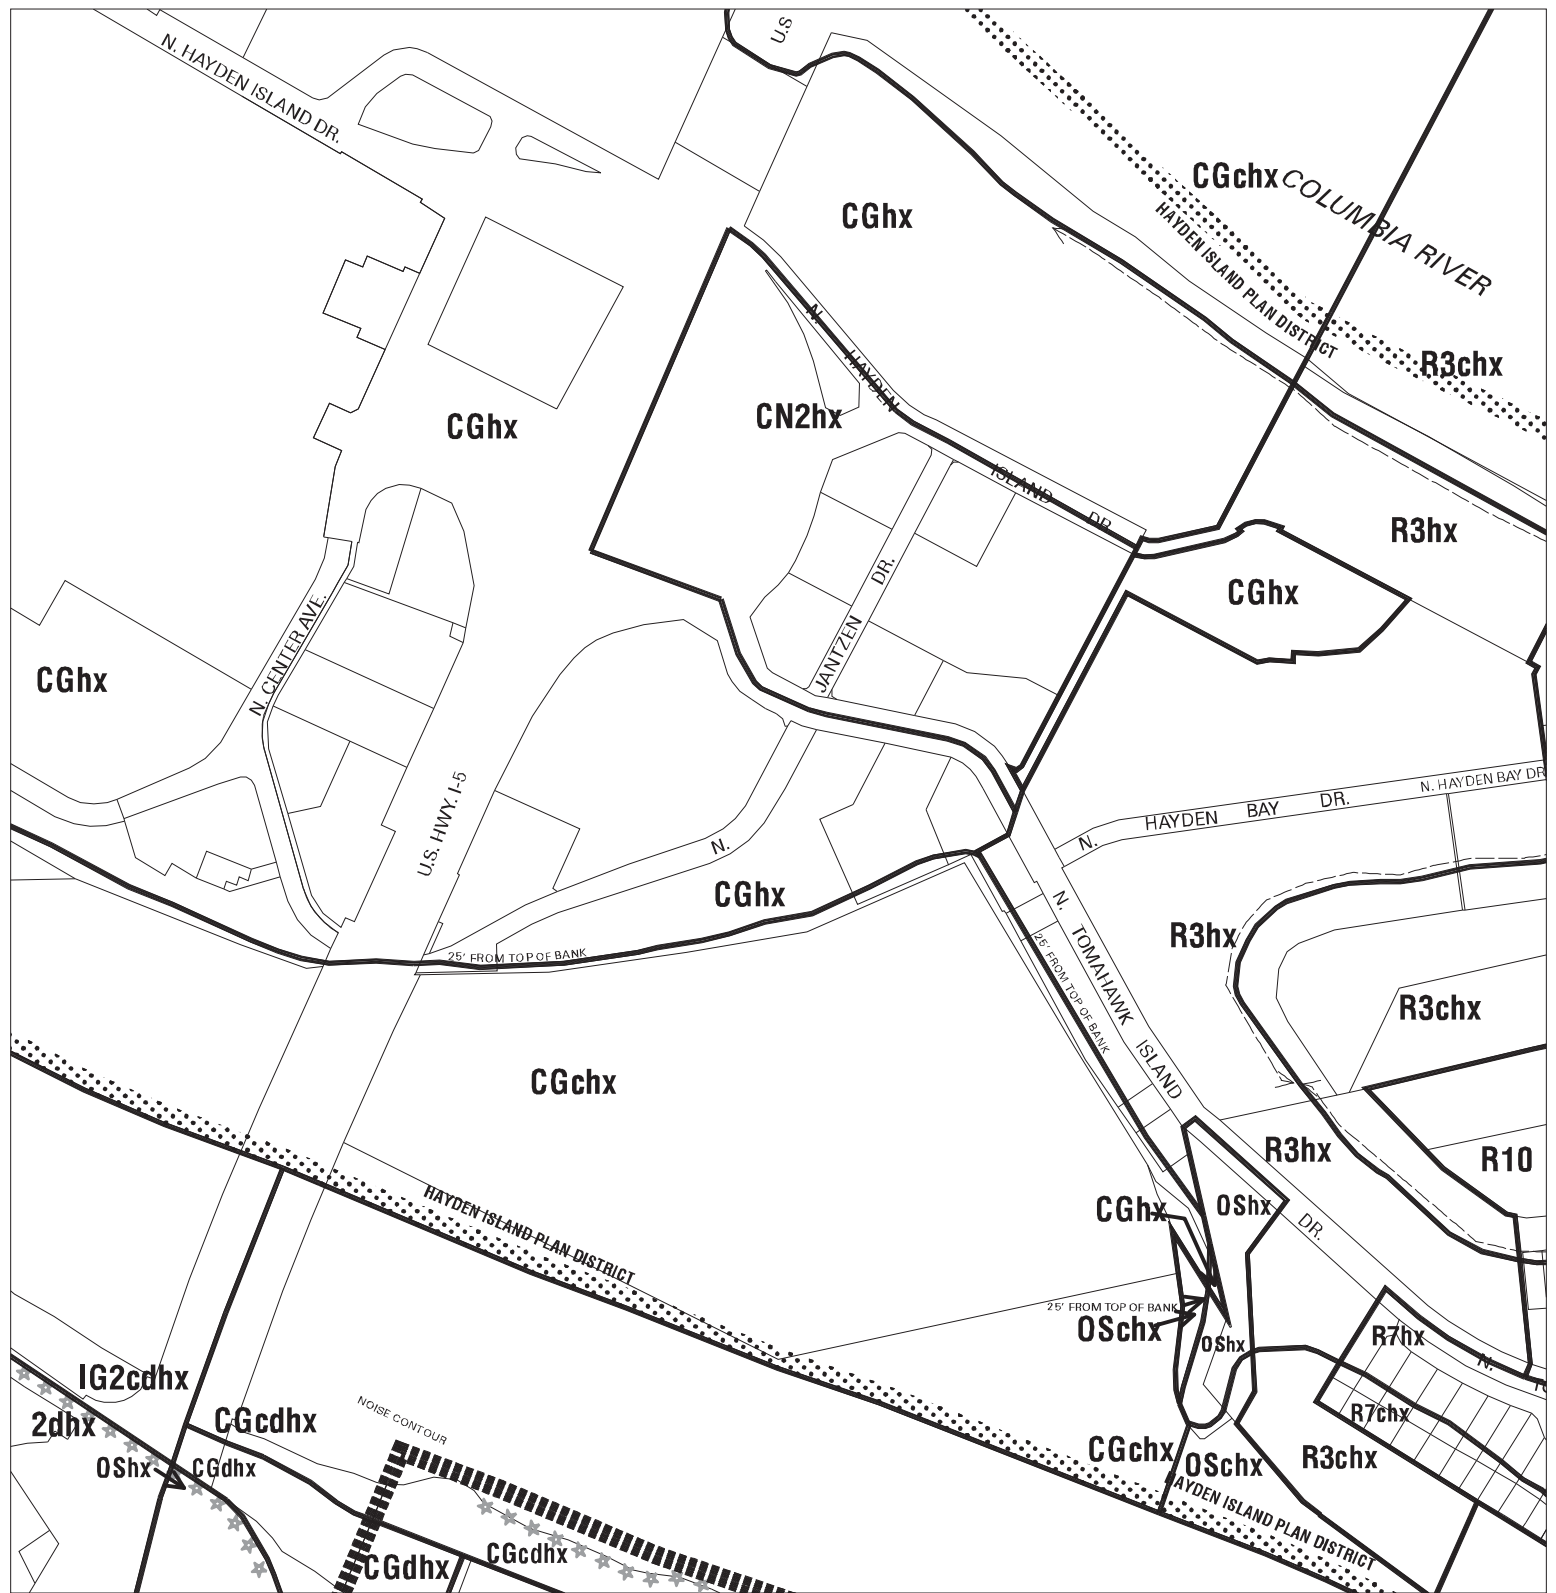 U.S
N. HAYDEN ISLAND DR.
CGchx
COLUMBIA RIVER
CGhx
HAYDEN ISLAND PLAN DISTRICT
R3chx
N. HAYDEN ISLAND DR.
CN2hx
CGhx
R3hx
CGhx
JANTZEN DR.
N. CENTER AVE.
CGhx
U.S. HWY. I-5
N. HAYDEN BAY DR
N. HAYDEN BAY DR.
N.
CGhx
25' FROM TOP OF BANK
R3hx
N. TOMAHAWK ISLAND DR.
25' FROM TOP OF BANK
R3chx
CGchx
R3hx
R10
HAYDEN ISLAND PLAN DISTRICT
CGhx
OShx
25' FROM TOP OF BANK
OSchx
OShx
R7hx
N.
IG2cdhx
R7chx
2dhx
CGcdhx
NOISE CONTOUR
OShx
CGdhx
CGchx
OSchx
R3chx
HAYDEN ISLAND PLAN DISTRICT
CGdhx
CGcdhx